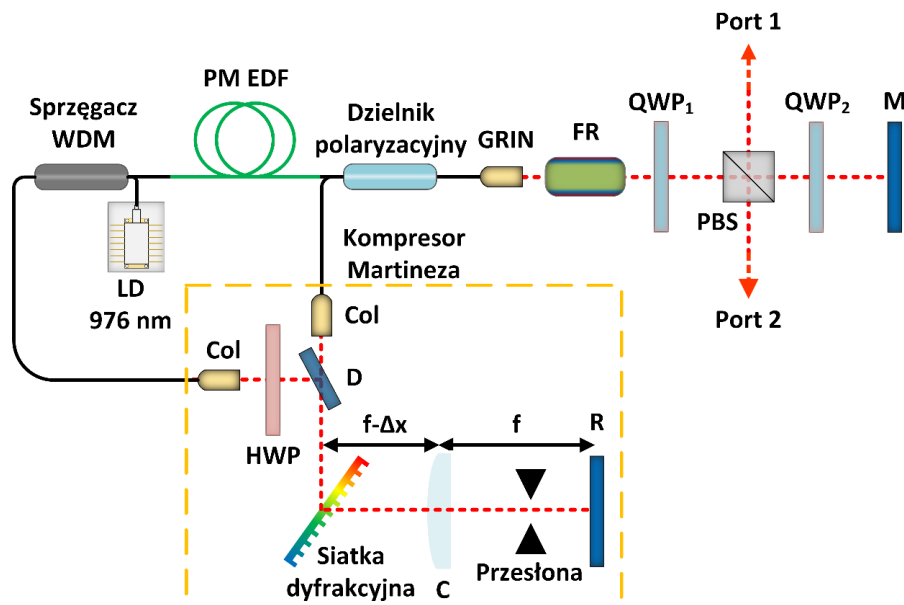 Port 1
PM EDF
Sprzęgacz
WDM
Dzielnik
polaryzacyjny
GRIN
FR
QWP₁
QWP₂
M
PBS
LD
976 nm
Kompresor
Martineza
Port 2
Col
Col
D
HWP
f-Δx
f
R
Siatka
dyfrakcyjna
C
Przesłona